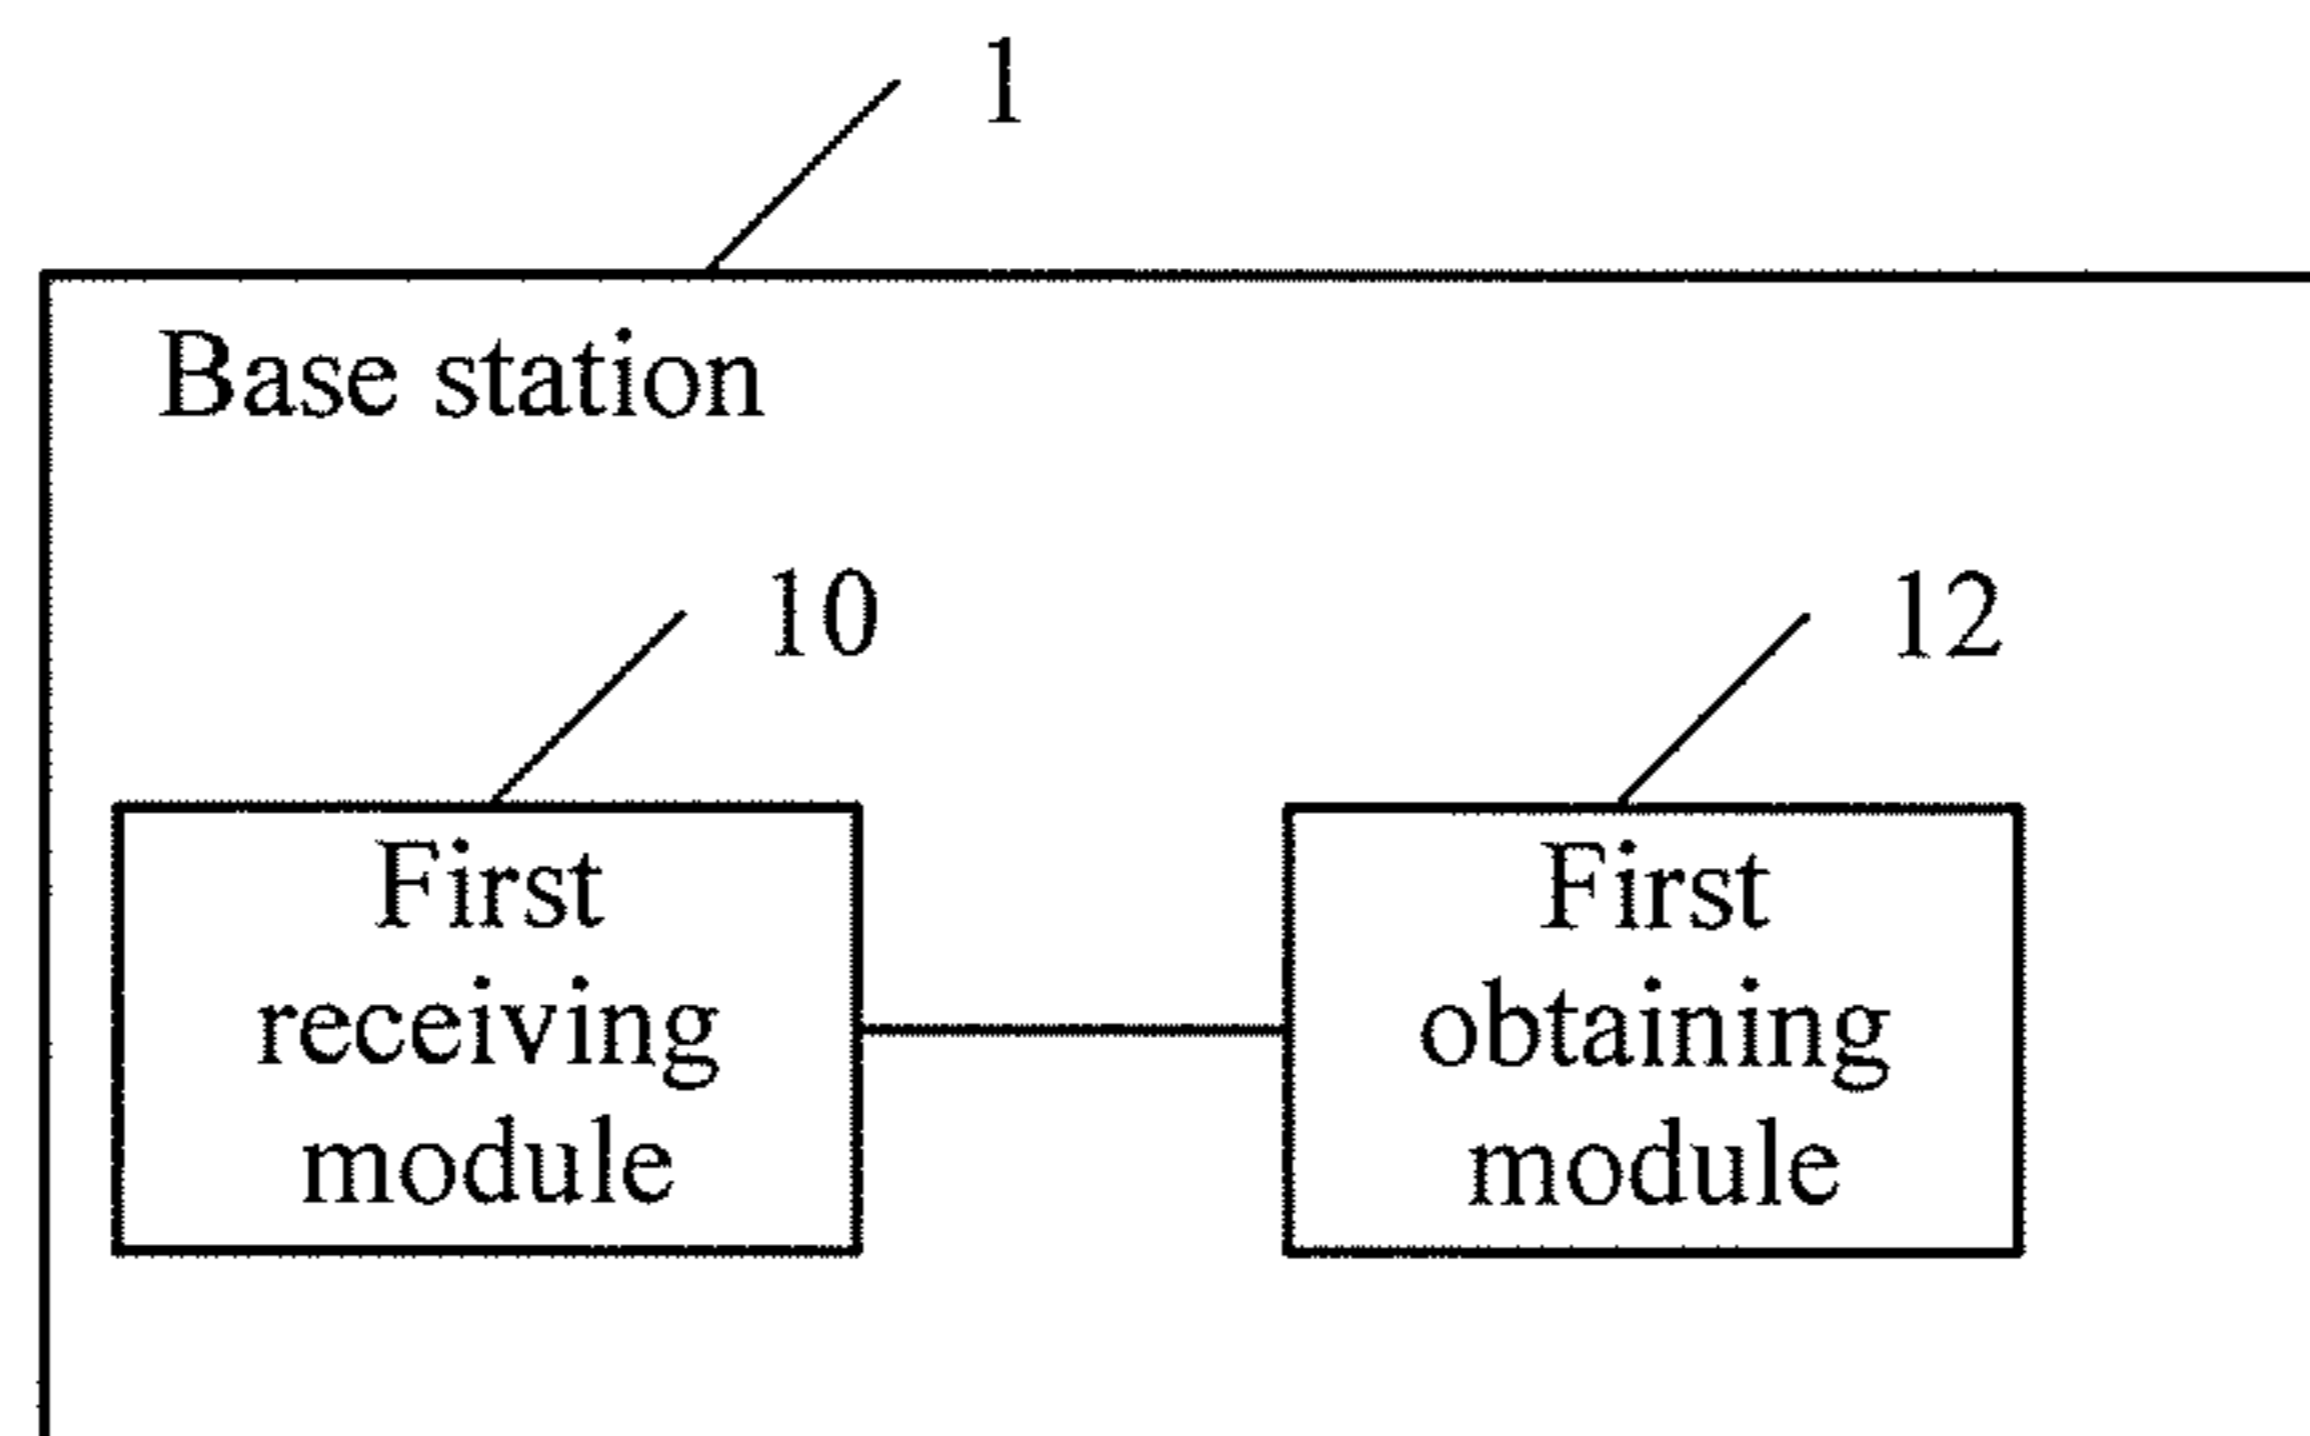 1
Base station
10
12
First
receiving
module
First
obtaining
module